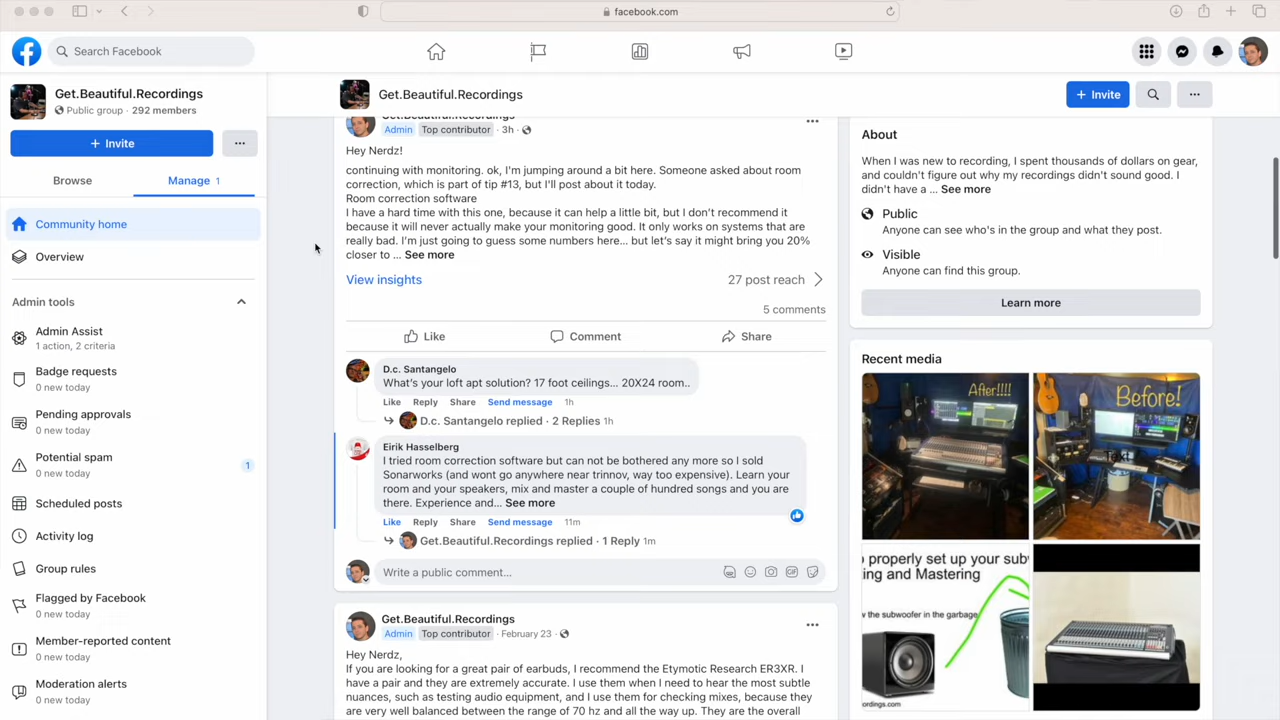 facebook.com
Search Facebook
Get.Beautiful.Recordings
Public group · 292 members
+ Invite
Browse
Manage 1
Community home
Overview
Admin tools
Admin Assist
1 action, 2 criteria
Badge requests
0 new today
Pending approvals
0 new today
Potential spam
0 new today
1
Scheduled posts
Activity log
Group rules
Flagged by Facebook
0 new today
Member-reported content
0 new today
Moderation alerts
0 new today
Get.Beautiful.Recordings
+ Invite
Get.Beautiful.Recordings
Admin Top contributor · 3h ·
Hey Nerdz!
continuing with monitoring. ok, I'm jumping around a bit here. Someone asked about room
correction, which is part of tip #13, but I'll post about it today.
Room correction software
I have a hard time with this one, because it can help a little bit, but I don't recommend it
because it will never actually make your monitoring good. It only works on systems that are
really bad. I'm just going to guess some numbers here... but let's say it might bring you 20%
closer to ... See more
View insights
27 post reach
5 comments
Like
Comment
Share
D.c. Santangelo
What's your loft apt solution? 17 foot ceilings... 20X24 room..
Like Reply Share Send message 1h
D.c. Santangelo replied · 2 Replies 1h
Eirik Hasselberg
I tried room correction software but can not be bothered any more so I sold
Sonarworks (and wont go anywhere near trinnov, way too expensive). Learn your
room and your speakers, mix and master a couple of hundred songs and you are
there. Experience and... See more
Like Reply Share Send message 11m
Get.Beautiful.Recordings replied · 1 Reply 1m
Write a public comment...
GIF
Get.Beautiful.Recordings
Admin Top contributor · February 23 ·
Hey Nerdz
If you are looking for a great pair of earbuds, I recommend the Etymotic Research ER3XR. I
have a pair and they are extremely accurate. I use them when I need to hear the most subtle
nuances, such as testing audio equipment, and I use them for checking mixes, because they
are very well balanced between the range of 70 hz and all the way up. They are the overall
About
When I was new to recording, I spent thousands of dollars on gear,
and couldn't figure out why my recordings didn't sound good. I
didn't have a ... See more
Public
Anyone can see who's in the group and what they post.
Visible
Anyone can find this group.
Learn more
Recent media
After!!!!
Before!
Text
properly set up your sub
ing and Mastering
w the subwoofer in the garbage
ordings.com